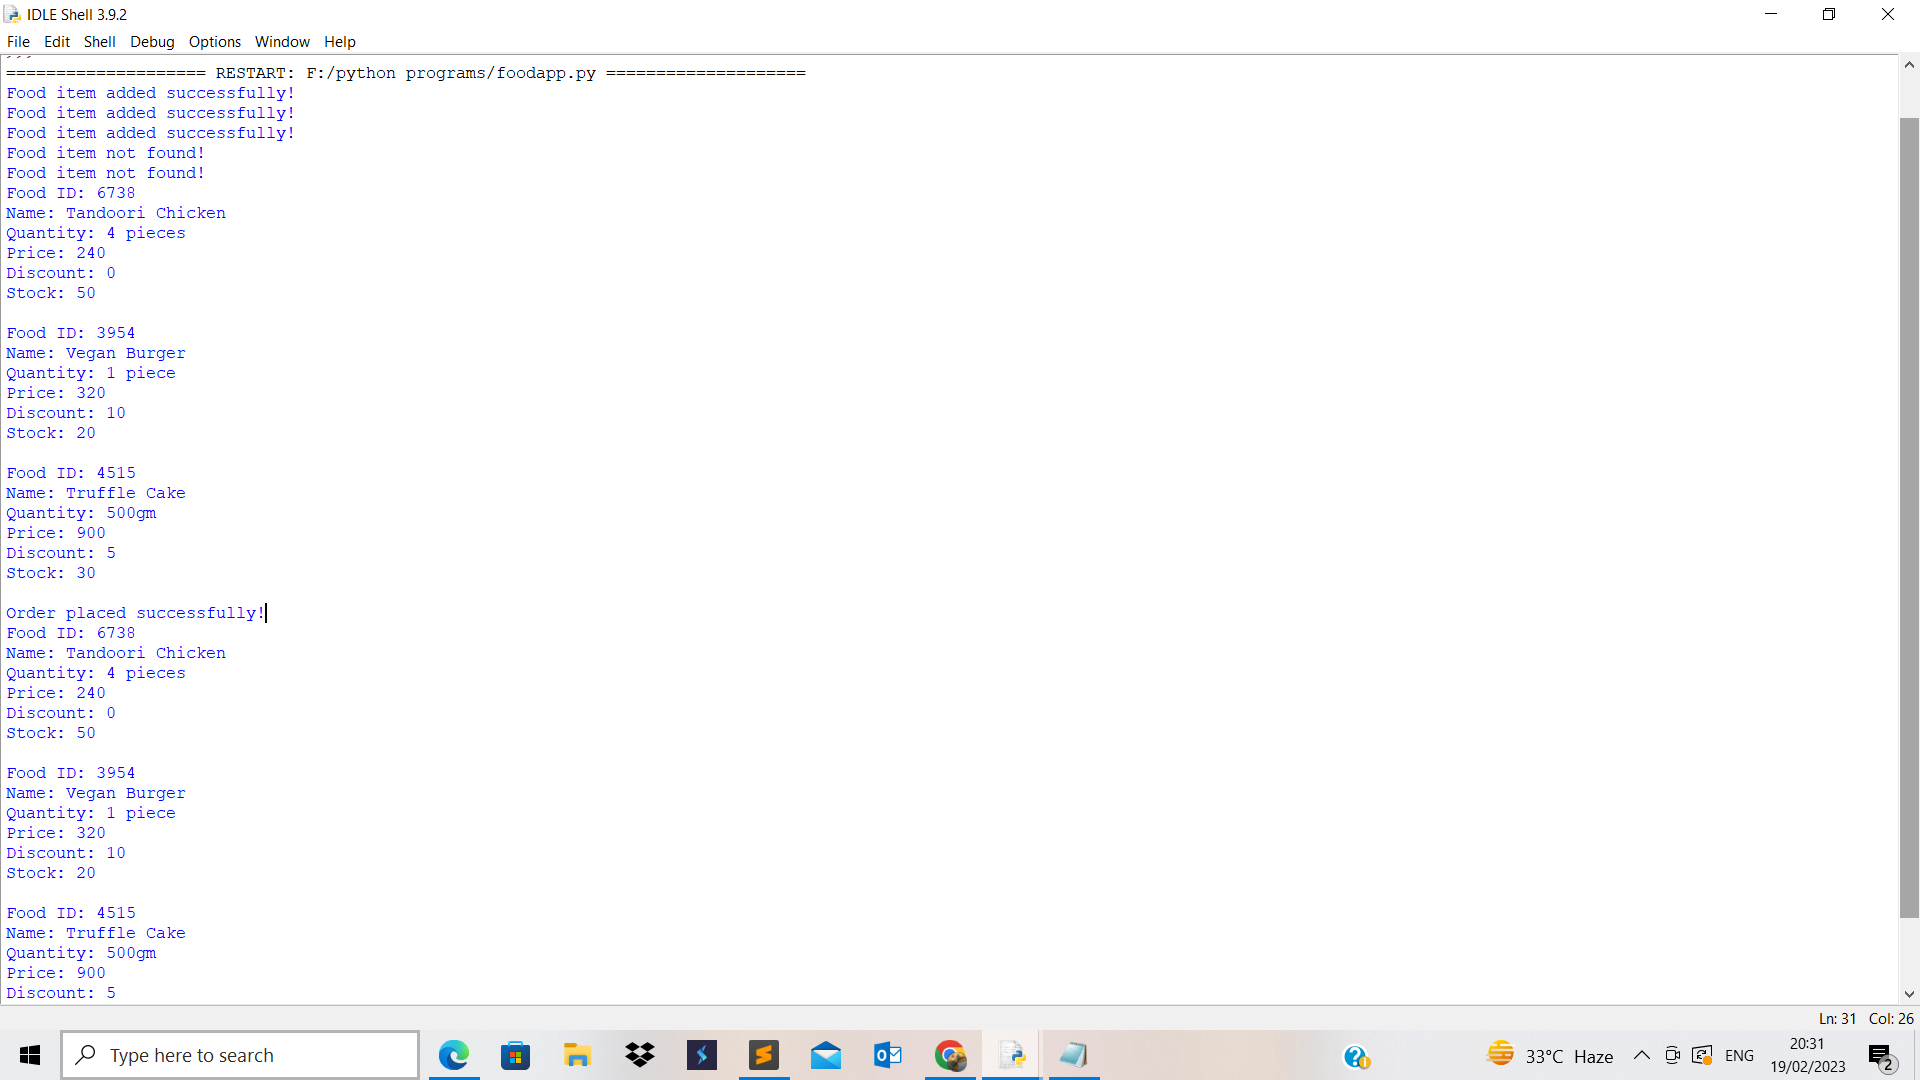 IDLE Shell 3.9.2
File Edit Shell Debug Options Window Help
>>>
==================== RESTART: F:/python programs/foodapp.py ====================
Food item added successfully!
Food item added successfully!
Food item added successfully!
Food item not found!
Food item not found!
Food ID: 6738
Name: Tandoori Chicken
Quantity: 4 pieces
Price: 240
Discount: 0
Stock: 50
Food ID: 3954
Name: Vegan Burger
Quantity: 1 piece
Price: 320
Discount: 10
Stock: 20
Food ID: 4515
Name: Truffle Cake
Quantity: 500gm
Price: 900
Discount: 5
Stock: 30
Order placed successfully!
Food ID: 6738
Name: Tandoori Chicken
Quantity: 4 pieces
Price: 240
Discount: 0
Stock: 50
Food ID: 3954
Name: Vegan Burger
Quantity: 1 piece
Price: 320
Discount: 10
Stock: 20
Food ID: 4515
Name: Truffle Cake
Quantity: 500gm
Price: 900
Discount: 5
Ln: 31 Col: 26
Type here to search
33°C Haze
ENG
20:31
19/02/2023
2